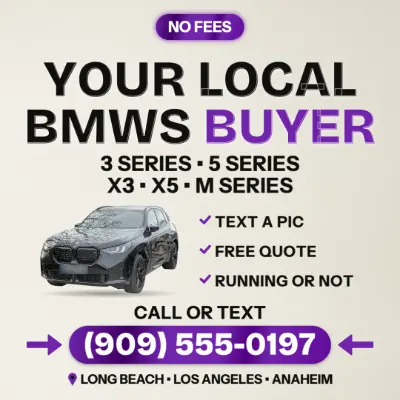 NO FEES
YOUR LOCAL
BMWS BUYER
3 SERIES • 5 SERIES
X3 • X5 • M SERIES
TEXT A PIC
FREE QUOTE
RUNNING OR NOT
CALL OR TEXT
(909) 555-0197
LONG BEACH • LOS ANGELES • ANAHEIM